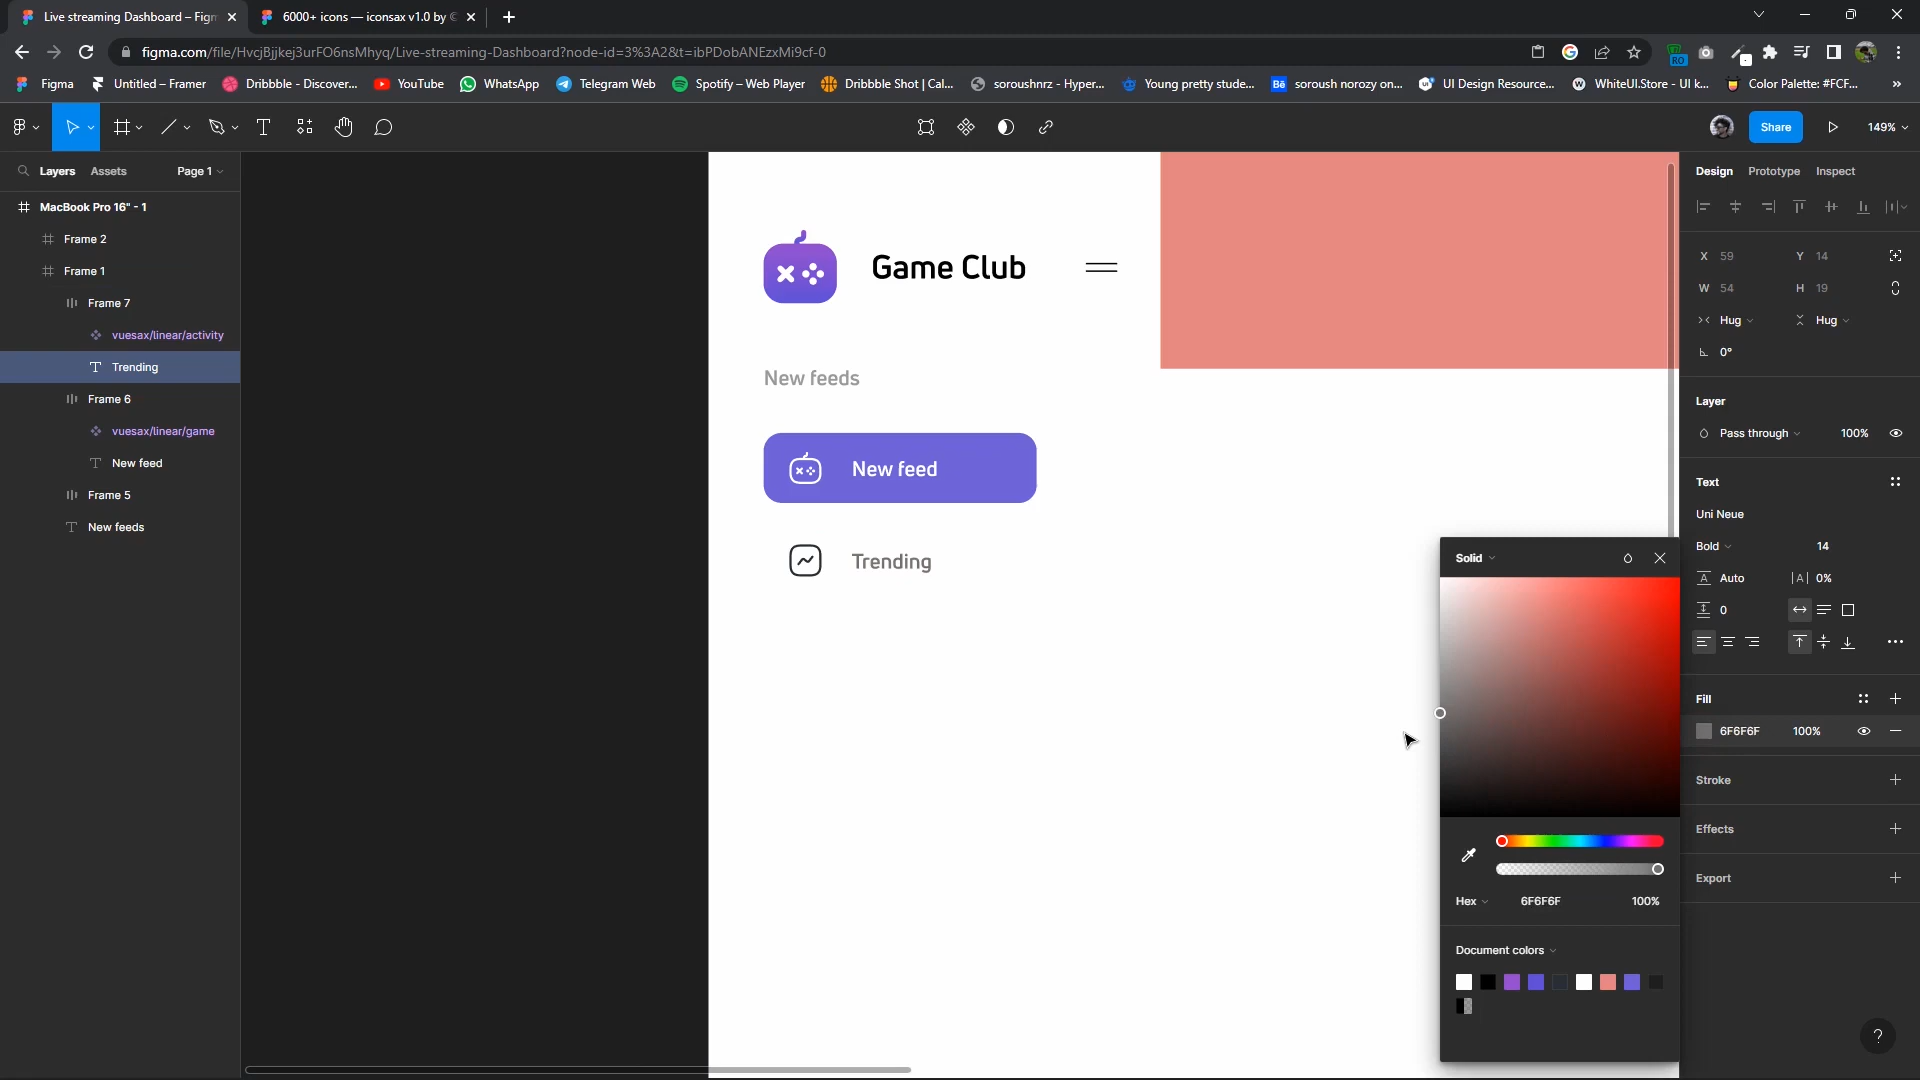 Live streaming Dashboard – Figm
6000+ icons — iconsax v1.0 by ©
figma.com/file/HvcjBjjkej3urFO6nsMhyq/Live-streaming-Dashboard?node-id=3%3A2&t=ibPDobANEzxMi9cf-0
RO
Figma
Untitled – Framer
Dribbble - Discover...
YouTube
WhatsApp
Telegram Web
Spotify – Web Player
Dribbble Shot | Cal...
soroushnrz - Hyper...
Young pretty stude...
Bē
soroush norozy on...
UI Design Resource...
WhiteUI.Store - UI k...
Color Palette: #FCF...
Share
149%
Layers
Assets
Page 1
MacBook Pro 16" - 1
Frame 2
Frame 1
Frame 7
vuesax/linear/activity
Trending
Frame 6
vuesax/linear/game
New feed
Frame 5
New feeds
Game Club
New feeds
New feed
Trending
Design
Prototype
Inspect
X 59
Y 14
W 54
H 19
Hug
Hug
0°
Layer
Pass through
100%
Text
Uni Neue
Bold
14
Auto
0%
0
Fill
6F6F6F
100%
Stroke
Effects
Export
Solid
Hex
6F6F6F
100%
Document colors
?